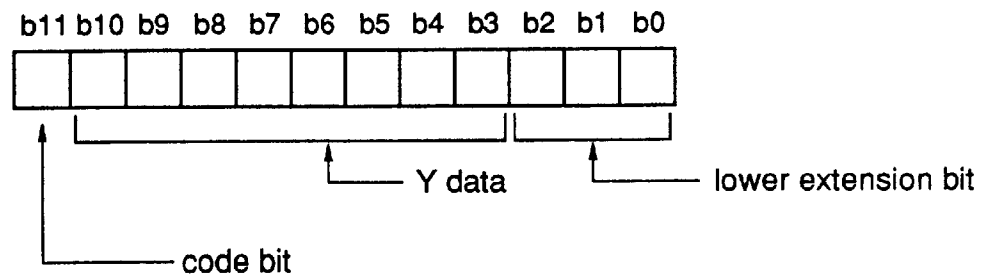 b11 b10 b9 b8 b7 b6 b5 b4 b3 b2 b1 b0
Y data
lower extension bit
code bit